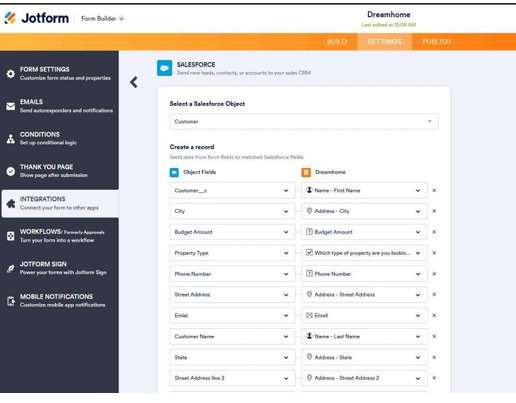 Jotform Form Builder
Dreamhome
Last edited at 12:04 AM
BUILD SETTINGS PUBLISH
FORM SETTINGS
Customize form status and properties
EMAILS
Send autoresponders and notifications
CONDITIONS
Set up conditional logic
THANK YOU PAGE
Show page after submission
INTEGRATIONS
Connect your form to other apps
WORKFLOWS/ Formerly Approvals
Turn your form into a workflow
JOTFORM SIGN
Power your forms with Jotform Sign
MOBILE NOTIFICATIONS
Customize mobile app notifications
SALESFORCE
Send new leads, contacts, or accounts to your sales CRM
Select a Salesforce Object
Customer
Create a record
Send data from form fields to matched Salesforce fields
Object Fields Dreamhome
Customer__c Name - First Name
City Address - City
Budget Amount Budget Amount
Property Type Which type of property are you lookin...
Phone Number Phone Number
Street Address Address - Street Address
Emial Email
Customer Name Name - Last Name
State Address - State
Street Address line 2 Address - Street Address 2